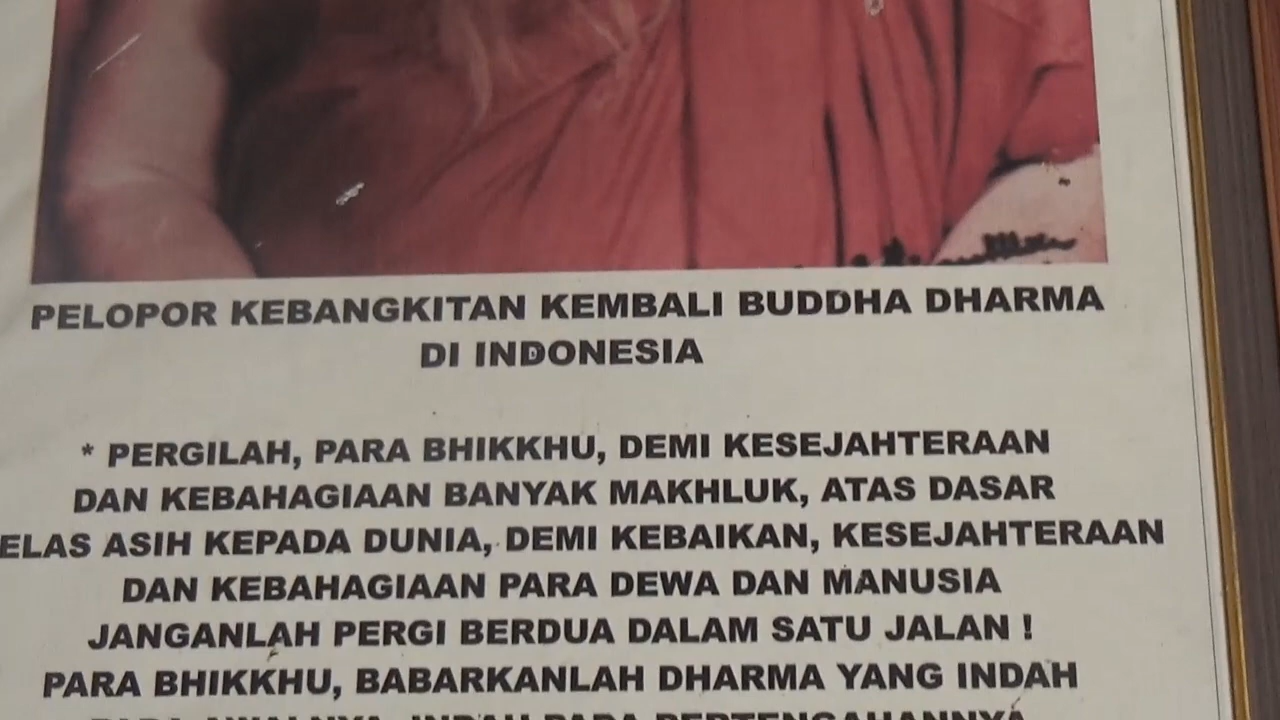 PELOPOR KEBANGKITAN KEMBALI BUDDHA DHARMA
DI INDONESIA
* PERGILAH, PARA BHIKKHU, DEMI KESEJAHTERAAN
DAN KEBAHAGIAAN BANYAK MAKHLUK, ATAS DASAR
ELAS ASIH KEPADA DUNIA, DEMI KEBAIKAN, KESEJAHTERAAN
DAN KEBAHAGIAAN PARA DEWA DAN MANUSIA
JANGANLAH PERGI BERDUA DALAM SATU JALAN !
PARA BHIKKHU, BABARKANLAH DHARMA YANG INDAH